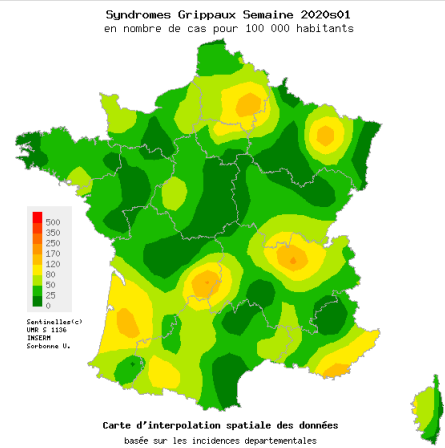 Syndromes Grippaux Semaine 2020s01
en nombre de cas pour 100 000 habitants
500
350
250
170
120
80
50
25
0
Sentinelles(c)
UMR S 1136
INSERM
Sorbonne U.
Carte d'interpolation spatiale des données
basée sur les incidences departementales